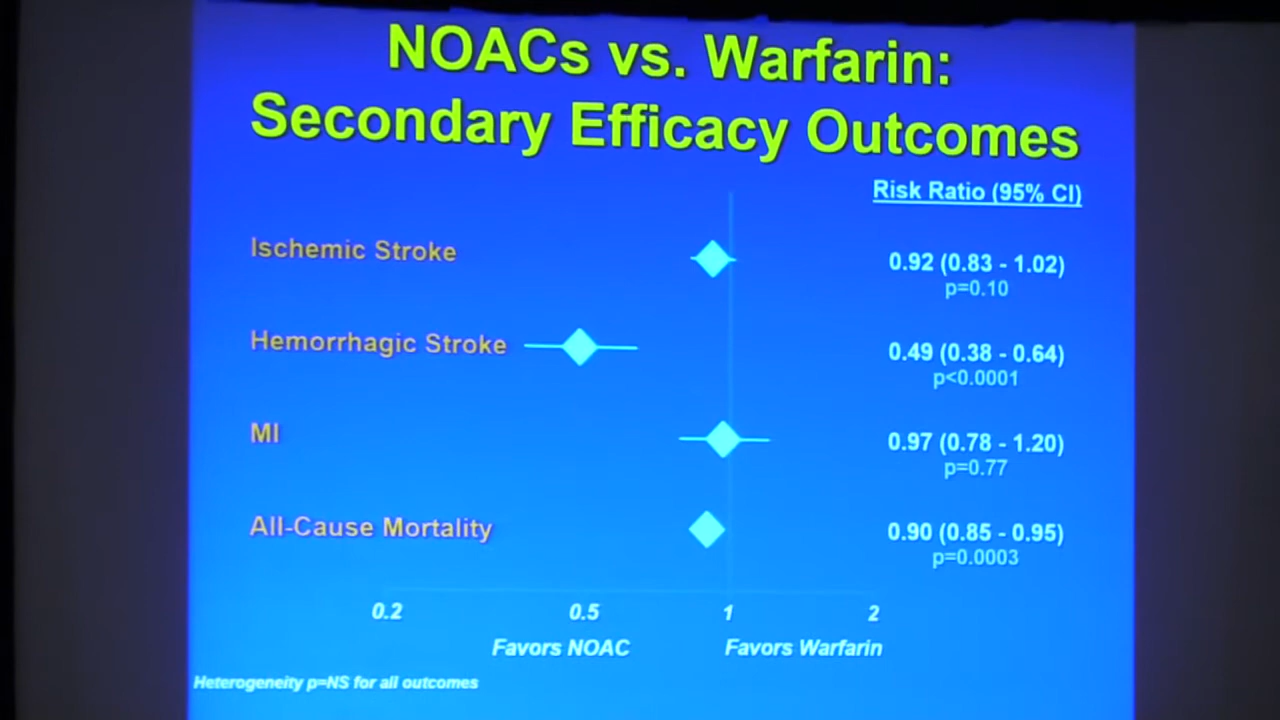 NOACs vs. Warfarin:
Secondary Efficacy Outcomes
Risk Ratio (95% CI)
Ischemic Stroke
0.92 (0.83 - 1.02)
p=0.10
Hemorrhagic Stroke
0.49 (0.38 - 0.64)
p<0.0001
MI
0.97 (0.78 - 1.20)
p=0.77
All-Cause Mortality
0.90 (0.85 - 0.95)
p=0.0003
0.2 0.5 1 2
Favors NOAC Favors Warfarin
Heterogeneity p=NS for all outcomes